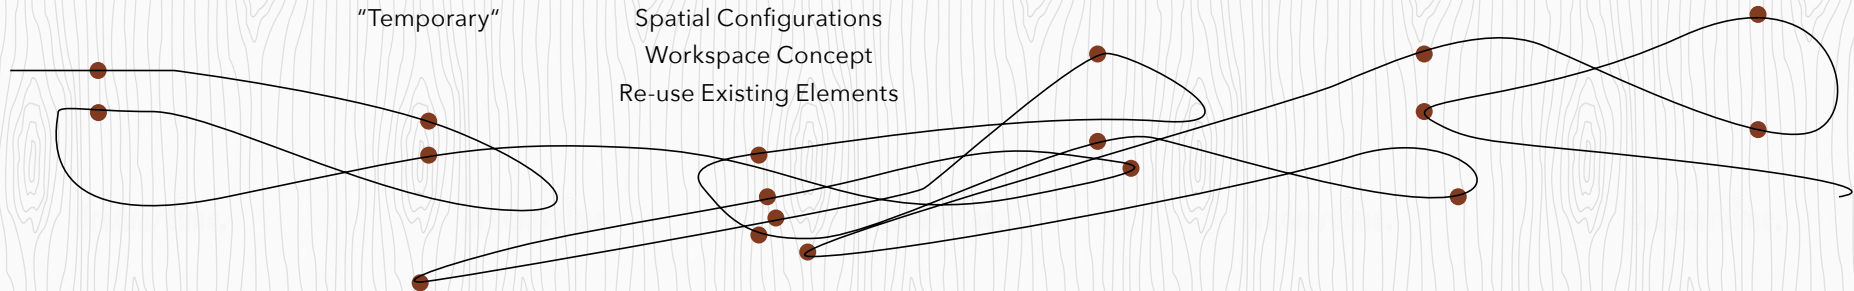 “Temporary“
Spatial Configurations
Workspace Concept
Re-use Existing Elements